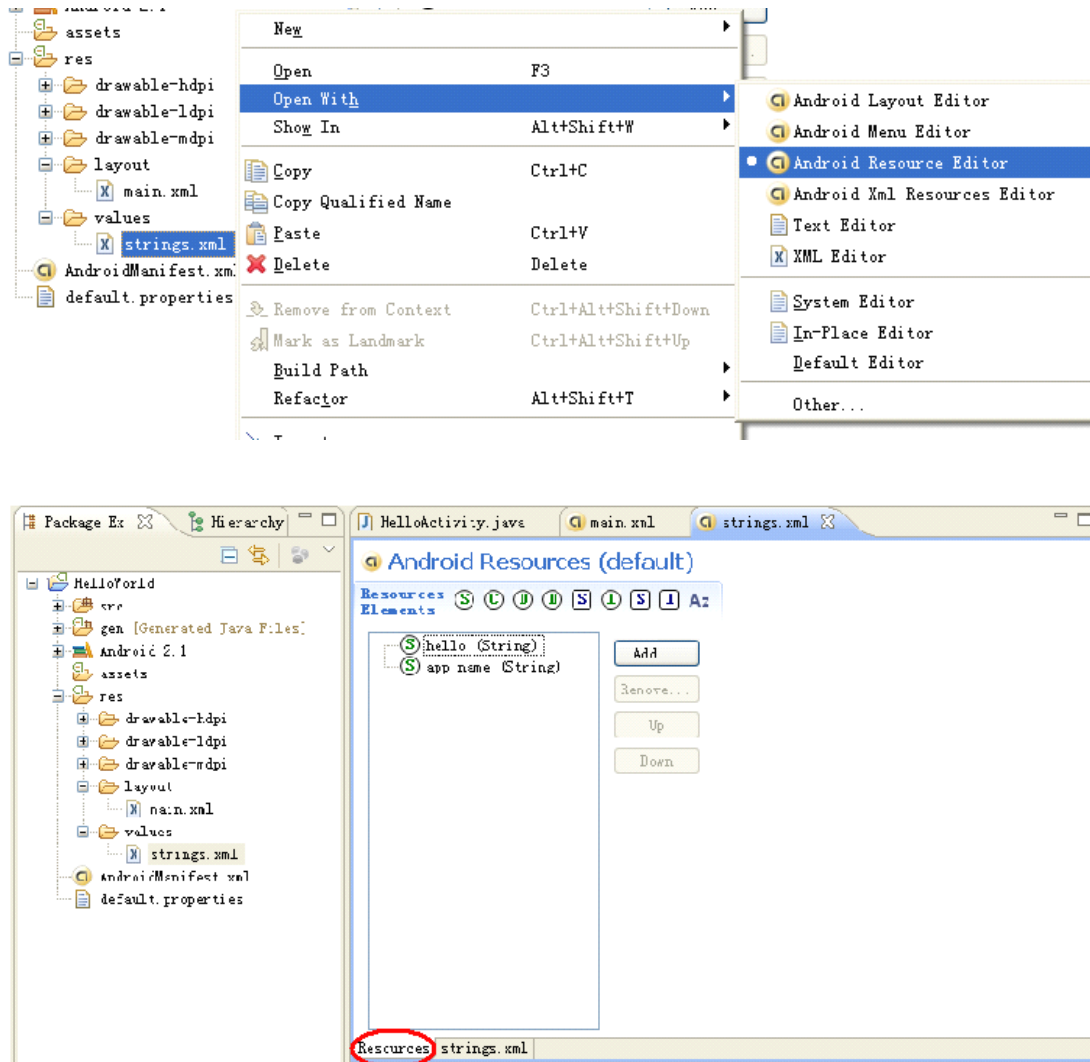 assets
res
drawable-hdpi
drawable-ldpi
drawable-mdpi
layout
main.xml
values
strings.xml
AndroidManifest.xm
default.properties
New
Open F3
Open With
Show In Alt+Shift+W
Copy Ctrl+C
Copy Qualified Name
Paste Ctrl+V
Delete Delete
Remove from Context Ctrl+Alt+Shift+Down
Mark as Landmark Ctrl+Alt+Shift+Up
Build Path
Refactor Alt+Shift+T
Android Layout Editor
Android Menu Editor
Android Resource Editor
Android Xml Resources Editor
Text Editor
XML Editor
System Editor
In-Place Editor
Default Editor
Other...
Package Ex Hierarchy
HelloWorld
src
gen [Generated Java Files]
Android 2.1
assets
res
drawable-hdpi
drawable-ldpi
drawable-mdpi
layout
main.xml
values
strings.xml
AndroidManifest.xml
default.properties
HelloActivity.java main.xml strings.xml
Android Resources (default)
Resources
Elements S C D D S I S I Az
S hello (String)
S app_name (String)
Add
Remove...
Up
Down
Resources strings.xml